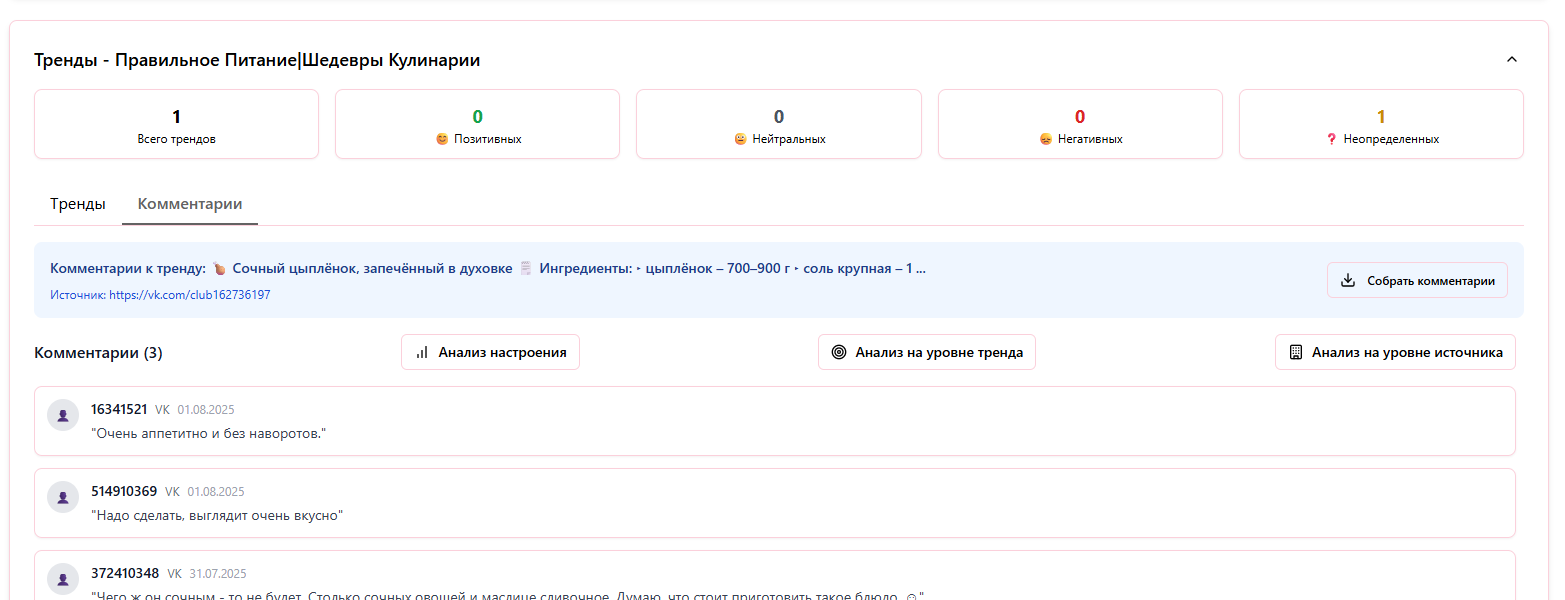 Тренды - Правильное Питание|Шедевры Кулинарии
1
Всего трендов
0
😊 Позитивных
0
😐 Нейтральных
0
😞 Негативных
1
❓ Неопределенных
Тренды Комментарии
Комментарии к тренду: 🍗 Сочный цыплёнок, запечённый в духовке 🗒 Ингредиенты: ‣ цыплёнок – 700–900 г ‣ соль крупная – 1 ...
Источник: https://vk.com/club162736197
Собрать комментарии
Комментарии (3)
Анализ настроения
Анализ на уровне тренда
Анализ на уровне источника
16341521 VK 01.08.2025
"Очень аппетитно и без наворотов."
514910369 VK 01.08.2025
"Надо сделать, выглядит очень вкусно"
372410348 VK 31.07.2025
"Чего ж он сочным - то не будет. Столько сочных овощей и маслице сливочное. Думаю, что стоит приготовить такое блюдо. ☺"